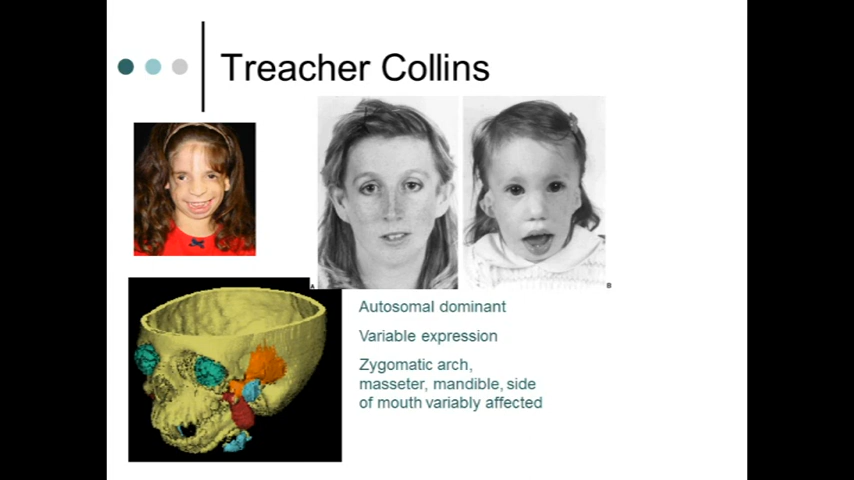 Treacher Collins
A
B
Autosomal dominant
Variable expression
Zygomatic arch,
masseter, mandible, side
of mouth variably affected